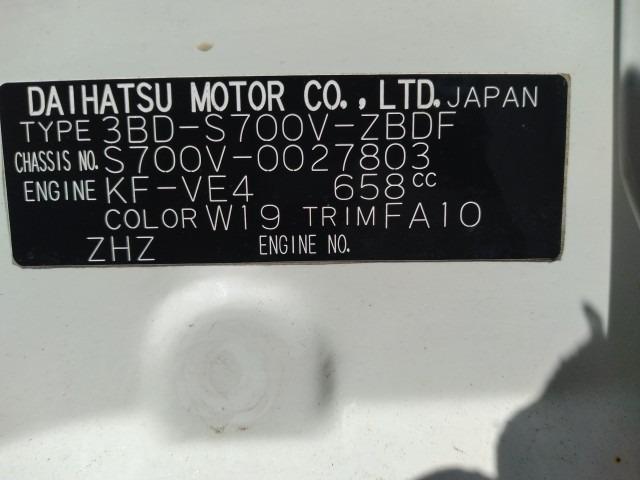 DAIHATSU MOTOR CO.,LTD. JAPAN
TYPE 3BD-S700V-ZBDF
CHASSIS NO. S700V-0027803
ENGINE KF-VE4 658cc
COLOR W19 TRIM FA10
ZHZ ENGINE NO.